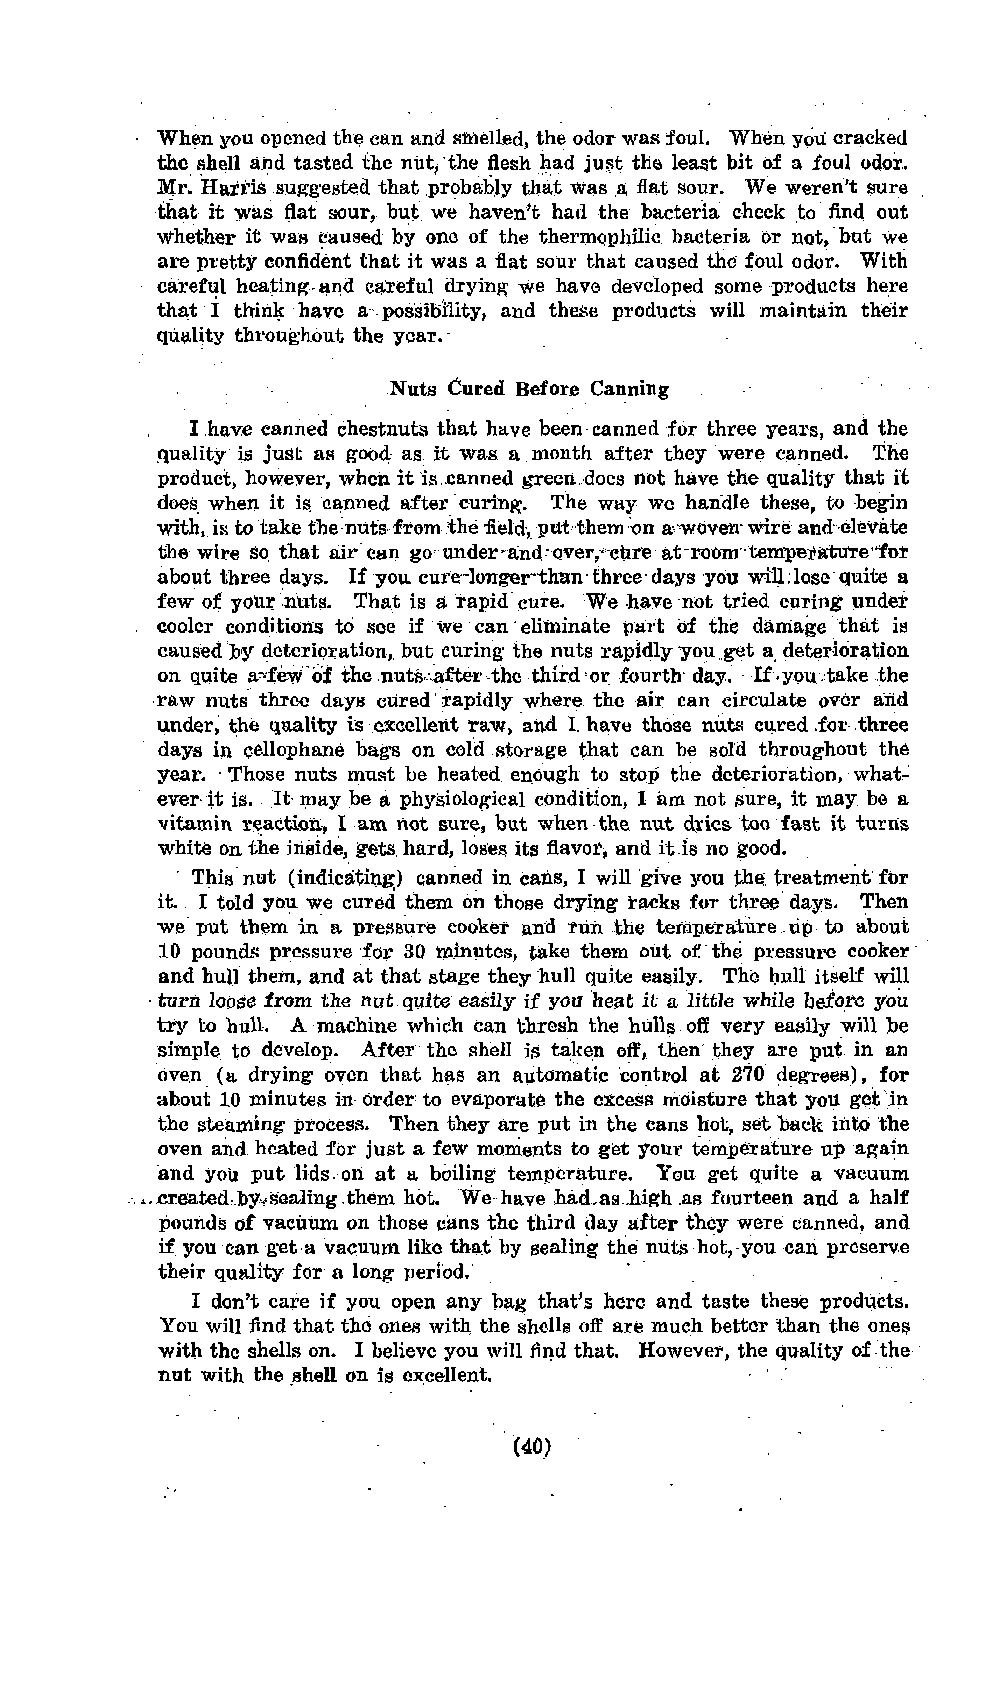 When you opened the can and smelled, the odor was foul. When you cracked
the shell and tasted the nut, the flesh had just the least bit of a foul odor.
Mr. Harris suggested that probably that was a flat sour. We weren't sure
that it was flat sour, but we haven't had the bacteria check to find out
whether it was caused by one of the thermophilic bacteria or not, but we
are pretty confident that it was a flat sour that caused the foul odor. With
careful heating and careful drying we have developed some products here
that I think have a possibility, and these products will maintain their
quality throughout the year.
Nuts Cured Before Canning
I have canned chestnuts that have been canned for three years, and the
quality is just as good as it was a month after they were canned. The
product, however, when it is canned green does not have the quality that it
does when it is canned after curing. The way we handle these, to begin
with, is to take the nuts from the field, put them on a woven wire and elevate
the wire so that air can go under and over, cure at room temperature for
about three days. If you cure longer than three days you will lose quite a
few of your nuts. That is a rapid cure. We have not tried curing under
cooler conditions to see if we can eliminate part of the damage that is
caused by deterioration, but curing the nuts rapidly you get a deterioration
on quite a few of the nuts after the third or fourth day. If you take the
raw nuts three days cured rapidly where the air can circulate over and
under, the quality is excellent raw, and I have those nuts cured for three
days in cellophane bags on cold storage that can be sold throughout the
year. Those nuts must be heated enough to stop the deterioration, what-
ever it is. It may be a physiological condition, I am not sure, it may be a
vitamin reaction, I am not sure, but when the nut dries too fast it turns
white on the inside, gets hard, loses its flavor, and it is no good.
This nut (indicating) canned in cans, I will give you the treatment for
it. I told you we cured them on those drying racks for three days. Then
we put them in a pressure cooker and run the temperature up to about
10 pounds pressure for 30 minutes, take them out of the pressure cooker
and hull them, and at that stage they hull quite easily. The hull itself will
turn loose from the nut quite easily if you heat it a little while before you
try to hull. A machine which can thresh the hulls off very easily will be
simple to develop. After the shell is taken off, then they are put in an
oven (a drying oven that has an automatic control at 270 degrees), for
about 10 minutes in order to evaporate the excess moisture that you get in
the steaming process. Then they are put in the cans hot, set back into the
oven and heated for just a few moments to get your temperature up again
and you put lids on at a boiling temperature. You get quite a vacuum
created by sealing them hot. We have had as high as fourteen and a half
pounds of vacuum on those cans the third day after they were canned, and
if you can get a vacuum like that by sealing the nuts hot, you can preserve
their quality for a long period.
I don't care if you open any bag that's here and taste these products.
You will find that the ones with the shells off are much better than the ones
with the shells on. I believe you will find that. However, the quality of the
nut with the shell on is excellent.
(40)